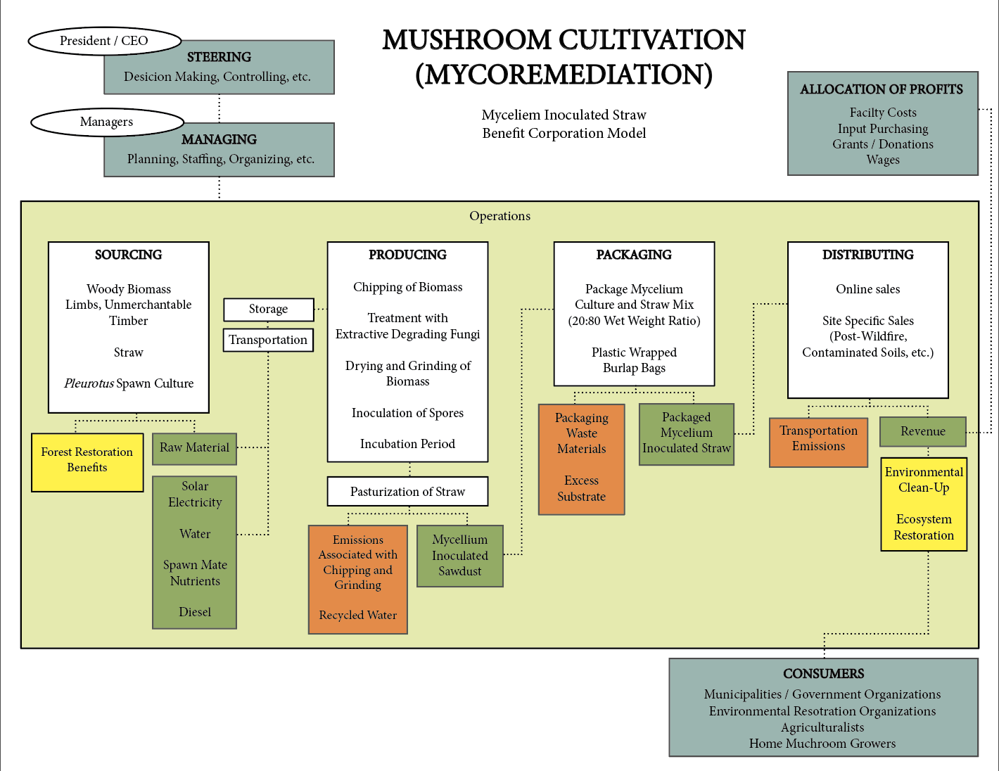 President / CEO
STEERING
Desicion Making, Controlling, etc.
Managers
MANAGING
Planning, Staffing, Organizing, etc.
MUSHROOM CULTIVATION
(MYCOREMEDIATION)
Myceliem Inoculated Straw
Benefit Corporation Model
ALLOCATION OF PROFITS
Facilty Costs
Input Purchasing
Grants / Donations
Wages
Operations
SOURCING
Woody Biomass
Limbs, Unmerchantable
Timber
Straw
Pleurotus Spawn Culture
Storage
Transportation
Forest Restoration
Benefits
Raw Material
Solar
Electricity
Water
Spawn Mate
Nutrients
Diesel
PRODUCING
Chipping of Biomass
Treatment with
Extractive Degrading Fungi
Drying and Grinding of
Biomass
Inoculation of Spores
Incubation Period
Pasturization of Straw
Emissions
Associated with
Chipping and
Grinding
Recycled Water
Mycellium
Inoculated
Sawdust
PACKAGING
Package Mycelium
Culture and Straw Mix
(20:80 Wet Weight Ratio)
Plastic Wrapped
Burlap Bags
Packaging
Waste
Materials
Excess
Substrate
Packaged
Mycelium
Inoculated Straw
DISTRIBUTING
Online sales
Site Specific Sales
(Post-Wildfire,
Contaminated Soils, etc.)
Transportation
Emissions
Revenue
Environmental
Clean-Up
Ecosystem
Restoration
CONSUMERS
Municipalities / Government Organizations
Environmental Resotration Organizations
Agriculturalists
Home Muchroom Growers